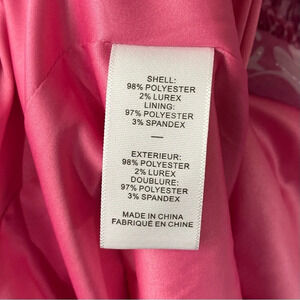 SHELL:
98% POLYESTER
2% LUREX
LINING:
97% POLYESTER
3% SPANDEX
—
EXTERIEUR:
98% POLYESTER
2% LUREX
DOUBLURE:
97% POLYESTER
3% SPANDEX
MADE IN CHINA
FABRIQUÉ EN CHINE